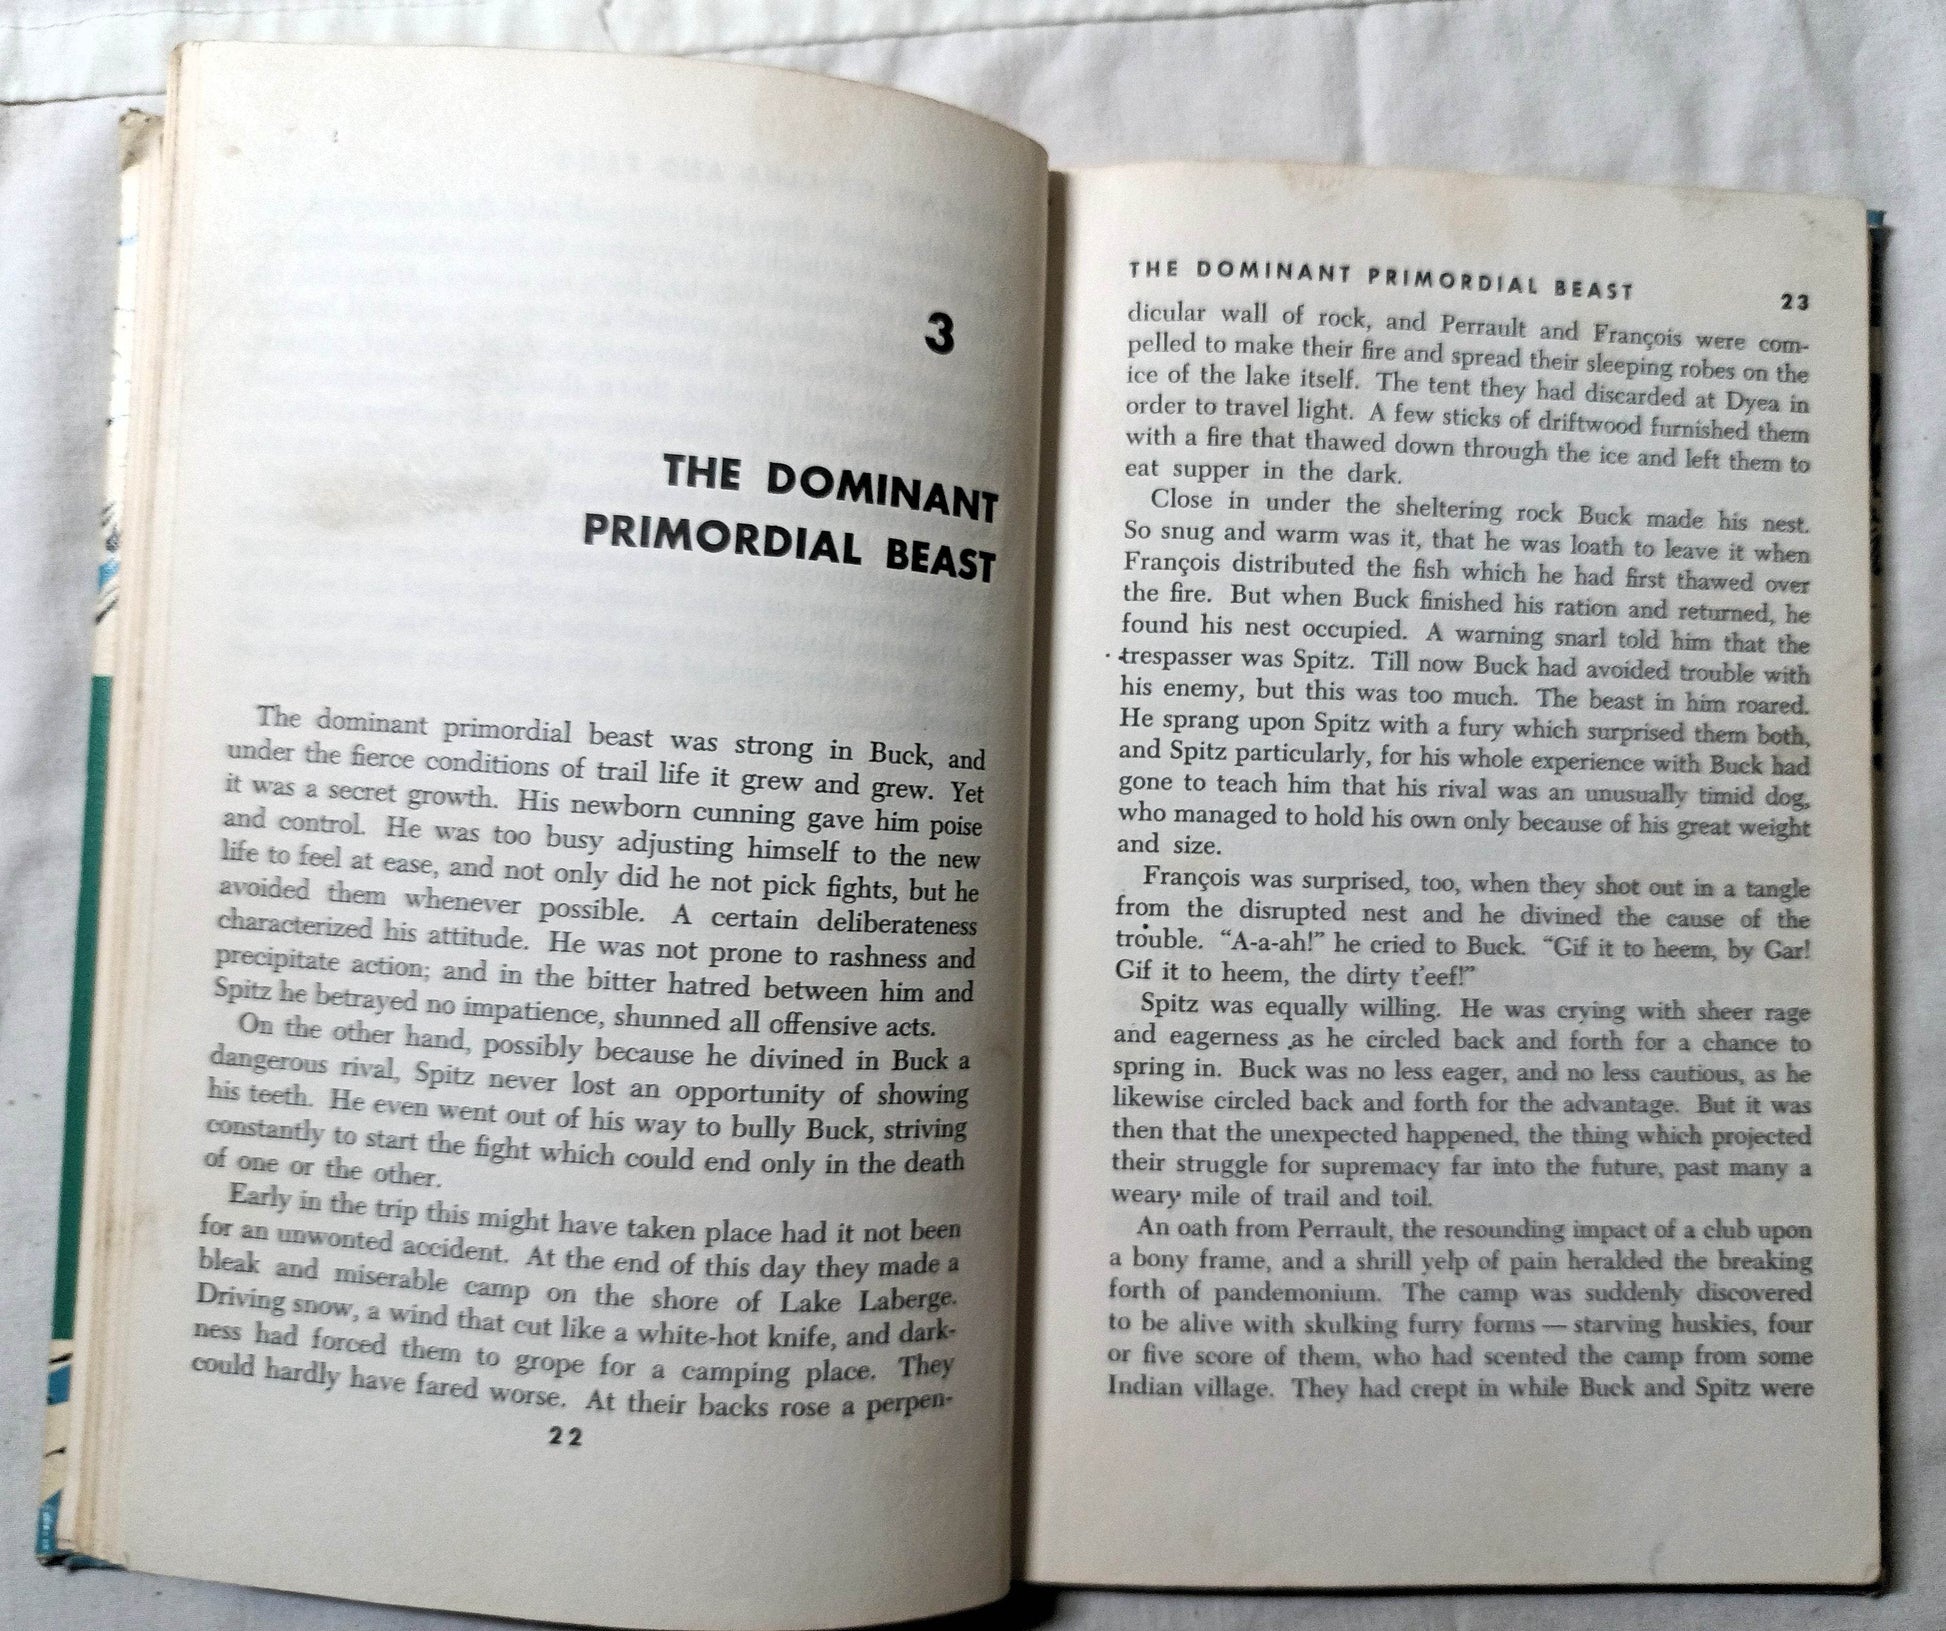 3
THE DOMINANT
PRIMORDIAL BEAST
The dominant primordial beast was strong in Buck, and
under the fierce conditions of trail life it grew and grew. Yet
it was a secret growth. His newborn cunning gave him poise
and control. He was too busy adjusting himself to the new
life to feel at ease, and not only did he not pick fights, but he
avoided them whenever possible. A certain deliberateness
characterized his attitude. He was not prone to rashness and
precipitate action; and in the bitter hatred between him and
Spitz he betrayed no impatience, shunned all offensive acts.
On the other hand, possibly because he divined in Buck a
dangerous rival, Spitz never lost an opportunity of showing
his teeth. He even went out of his way to bully Buck, striving
constantly to start the fight which could end only in the death
of one or the other.
Early in the trip this might have taken place had it not been
for an unwonted accident. At the end of this day they made a
bleak and miserable camp on the shore of Lake Laberge.
Driving snow, a wind that cut like a white-hot knife, and dark-
ness had forced them to grope for a camping place. They
could hardly have fared worse. At their backs rose a perpen-
22
THE DOMINANT PRIMORDIAL BEAST 23
dicular wall of rock, and Perrault and François were com-
pelled to make their fire and spread their sleeping robes on the
ice of the lake itself. The tent they had discarded at Dyea in
order to travel light. A few sticks of driftwood furnished them
with a fire that thawed down through the ice and left them to
eat supper in the dark.
Close in under the sheltering rock Buck made his nest.
So snug and warm was it, that he was loath to leave it when
François distributed the fish which he had first thawed over
the fire. But when Buck finished his ration and returned, he
found his nest occupied. A warning snarl told him that the
trespasser was Spitz. Till now Buck had avoided trouble with
his enemy, but this was too much. The beast in him roared.
He sprang upon Spitz with a fury which surprised them both,
and Spitz particularly, for his whole experience with Buck had
gone to teach him that his rival was an unusually timid dog,
who managed to hold his own only because of his great weight
and size.
François was surprised, too, when they shot out in a tangle
from the disrupted nest and he divined the cause of the
trouble. “A-a-ah!” he cried to Buck. “Gif it to heem, by Gar!
Gif it to heem, the dirty t’eef!”
Spitz was equally willing. He was crying with sheer rage
and eagerness as he circled back and forth for a chance to
spring in. Buck was no less eager, and no less cautious, as he
likewise circled back and forth for the advantage. But it was
then that the unexpected happened, the thing which projected
their struggle for supremacy far into the future, past many a
weary mile of trail and toil.
An oath from Perrault, the resounding impact of a club upon
a bony frame, and a shrill yelp of pain heralded the breaking
forth of pandemonium. The camp was suddenly discovered
to be alive with skulking furry forms — starving huskies, four
or five score of them, who had scented the camp from some
Indian village. They had crept in while Buck and Spitz were